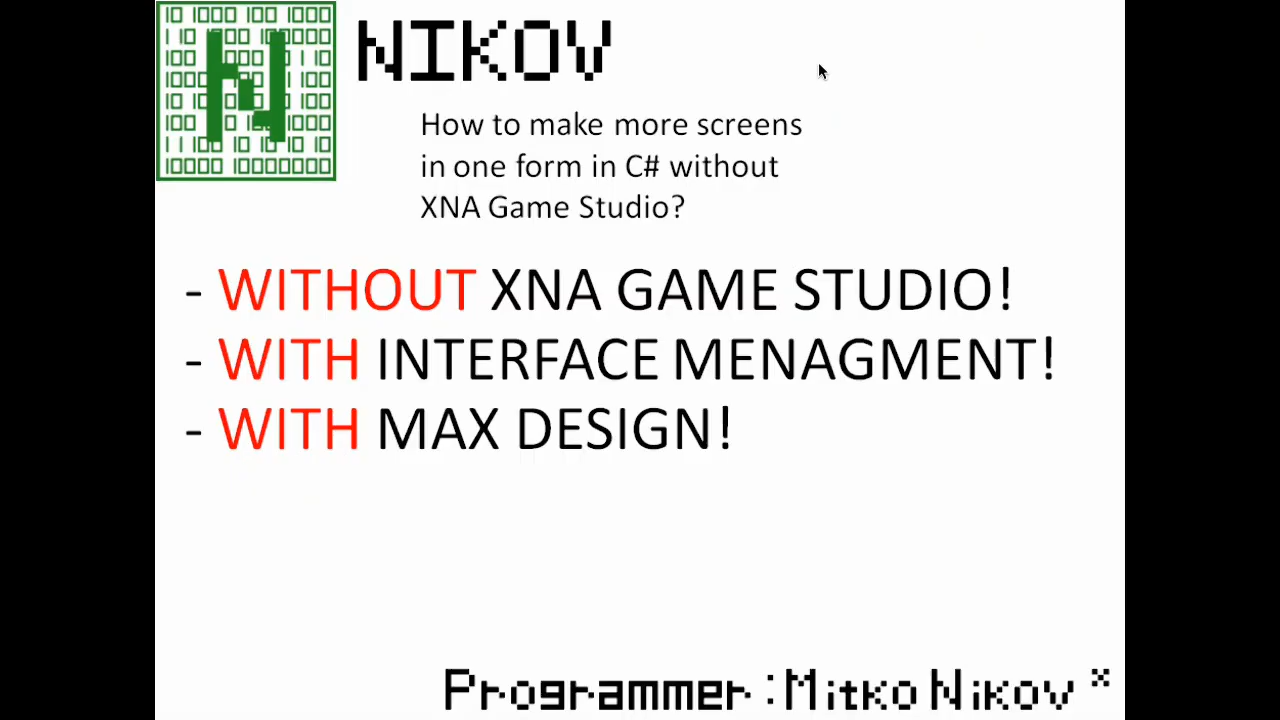 NIKOV
How to make more screens
in one form in C# without
XNA Game Studio?
- WITHOUT XNA GAME STUDIO!
- WITH INTERFACE MENAGMENT!
- WITH MAX DESIGN!
Programmer :Mitko Nikov x